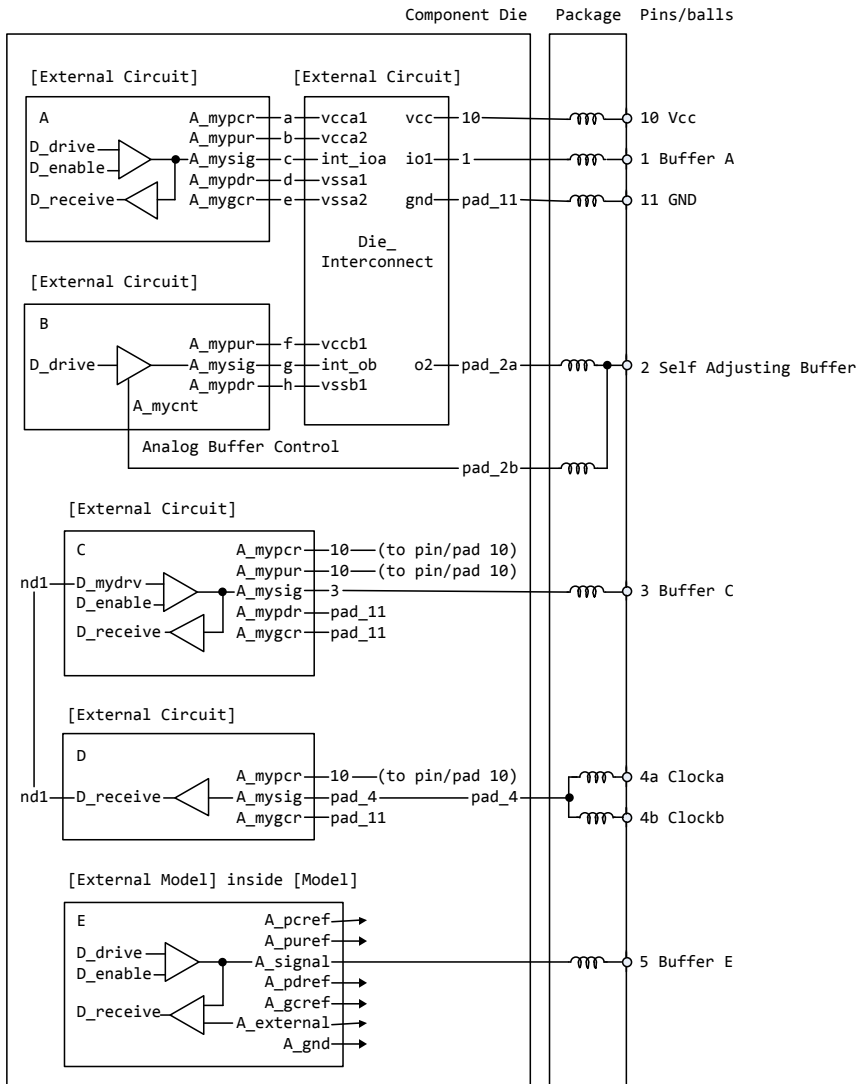 Component Die Package Pins/balls
[External Circuit] [External Circuit]
A A_mypcr a vcca1 vcc 10 10 Vcc
D_drive A_mypur b vcca2
D_enable A_mysig c int_ioa io1 1 1 Buffer A
A_mypdr d vssa1
D_receive A_mygcr e vssa2 gnd pad_11 11 GND
Die_
Interconnect
[External Circuit]
B
A_mypur f vccb1
D_drive A_mysig g int_ob o2 pad_2a 2 Self Adjusting Buffer
A_mypdr h vssb1
A_mycnt
Analog Buffer Control
pad_2b
[External Circuit]
C A_mypcr 10 (to pin/pad 10)
A_mypur 10 (to pin/pad 10)
nd1 D_mydrv A_mysig 3 3 Buffer C
D_enable A_mypdr pad_11
D_receive A_mygcr pad_11
[External Circuit]
D
A_mypcr 10 (to pin/pad 10) 4a Clocka
nd1 D_receive A_mysig pad_4 pad_4
A_mygcr pad_11 4b Clockb
[External Model] inside [Model]
E A_pcref
A_puref
D_drive A_signal 5 Buffer E
D_enable A_pdref
A_gcref
D_receive A_external
A_gnd